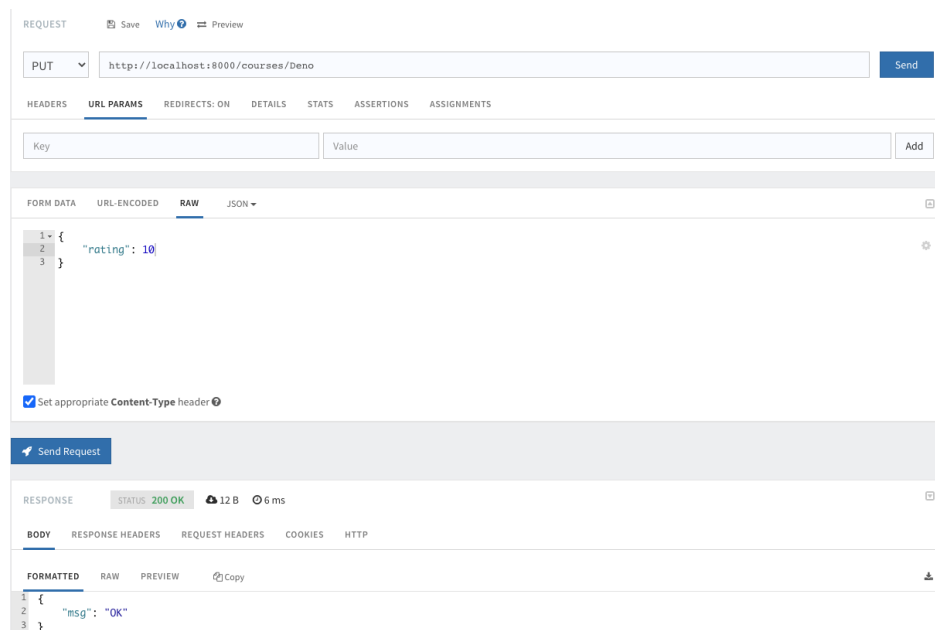 REQUEST Save Why Preview
PUT http://localhost:8000/courses/Deno Send
HEADERS URL PARAMS REDIRECTS: ON DETAILS STATS ASSERTIONS ASSIGNMENTS
Key Value Add
FORM DATA URL-ENCODED RAW JSON
1 {
2 "rating": 10
3 }
Set appropriate Content-Type header
Send Request
RESPONSE STATUS 200 OK 12 B 6 ms
BODY RESPONSE HEADERS REQUEST HEADERS COOKIES HTTP
FORMATTED RAW PREVIEW Copy
1 {
2 "msg": "OK"
3 }